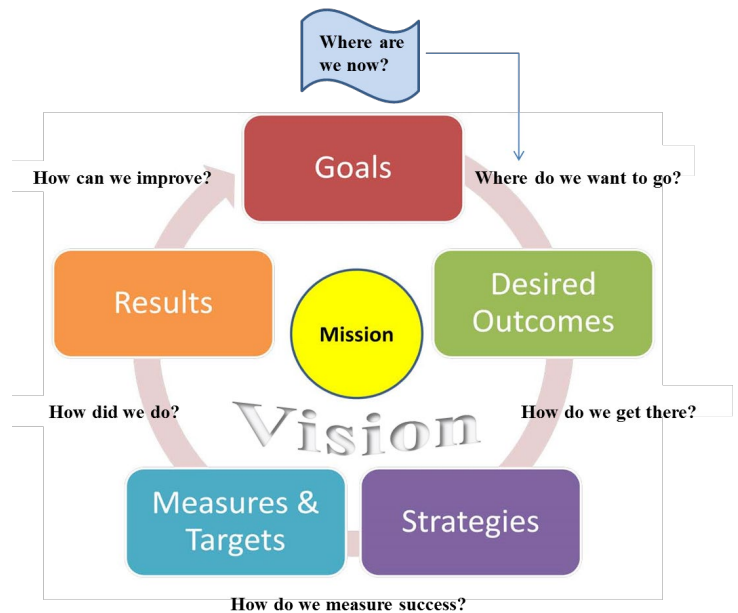 Where are
we now?
Goals
How can we improve?
Where do we want to go?
Results
Desired
Outcomes
Mission
How did we do?
Vision
How do we get there?
Measures &
Targets
Strategies
How do we measure success?